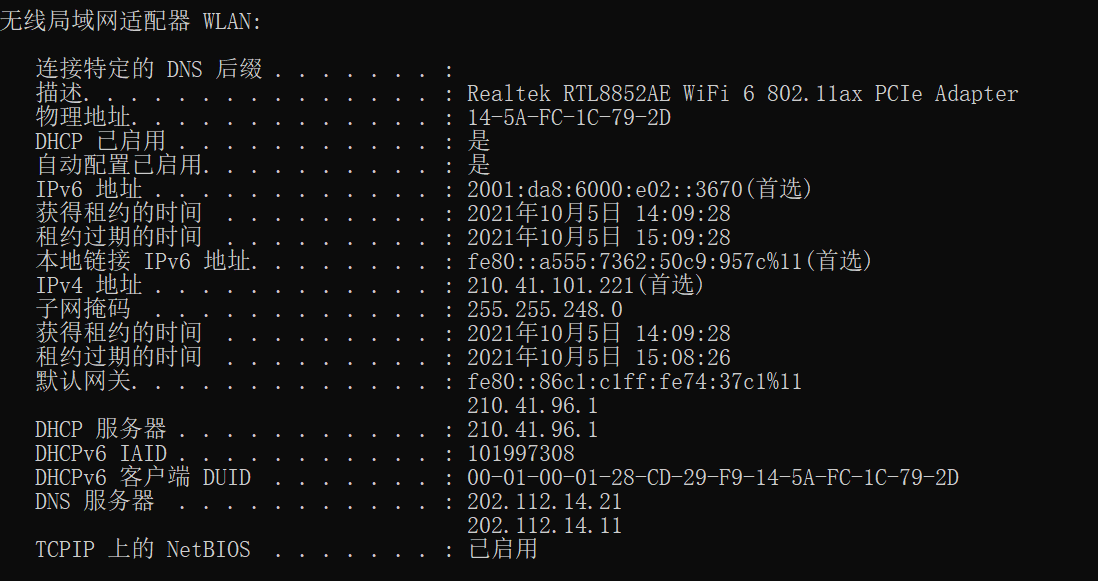 无线局域网适配器 WLAN:
连接特定的 DNS 后缀 . . . . . . . :
描述. . . . . . . . . . . . . . . : Realtek RTL8852AE WiFi 6 802.11ax PCIe Adapter
物理地址. . . . . . . . . . . . . : 14-5A-FC-1C-79-2D
DHCP 已启用 . . . . . . . . . . . : 是
自动配置已启用. . . . . . . . . . : 是
IPv6 地址 . . . . . . . . . . . . : 2001:da8:6000:e02::3670(首选)
获得租约的时间  . . . . . . . . . : 2021年10月5日 14:09:28
租约过期的时间  . . . . . . . . . : 2021年10月5日 15:09:28
本地链接 IPv6 地址. . . . . . . . : fe80::a555:7362:50c9:957c%11(首选)
IPv4 地址 . . . . . . . . . . . . : 210.41.101.221(首选)
子网掩码  . . . . . . . . . . . . : 255.255.248.0
获得租约的时间  . . . . . . . . . : 2021年10月5日 14:09:28
租约过期的时间  . . . . . . . . . : 2021年10月5日 15:08:26
默认网关. . . . . . . . . . . . . : fe80::86c1:c1ff:fe74:37c1%11
210.41.96.1
DHCP 服务器 . . . . . . . . . . . : 210.41.96.1
DHCPv6 IAID . . . . . . . . . . . : 101997308
DHCPv6 客户端 DUID  . . . . . . . : 00-01-00-01-28-CD-29-F9-14-5A-FC-1C-79-2D
DNS 服务器  . . . . . . . . . . . : 202.112.14.21
202.112.14.11
TCPIP 上的 NetBIOS  . . . . . . . : 已启用